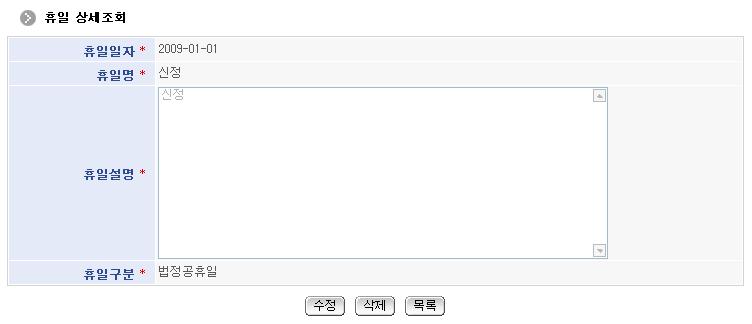 휴일 상세조회
휴일일자 * 2009-01-01
휴일명 * 신정
휴일설명 * 신정
휴일구분 * 법정공휴일
수정 삭제 목록